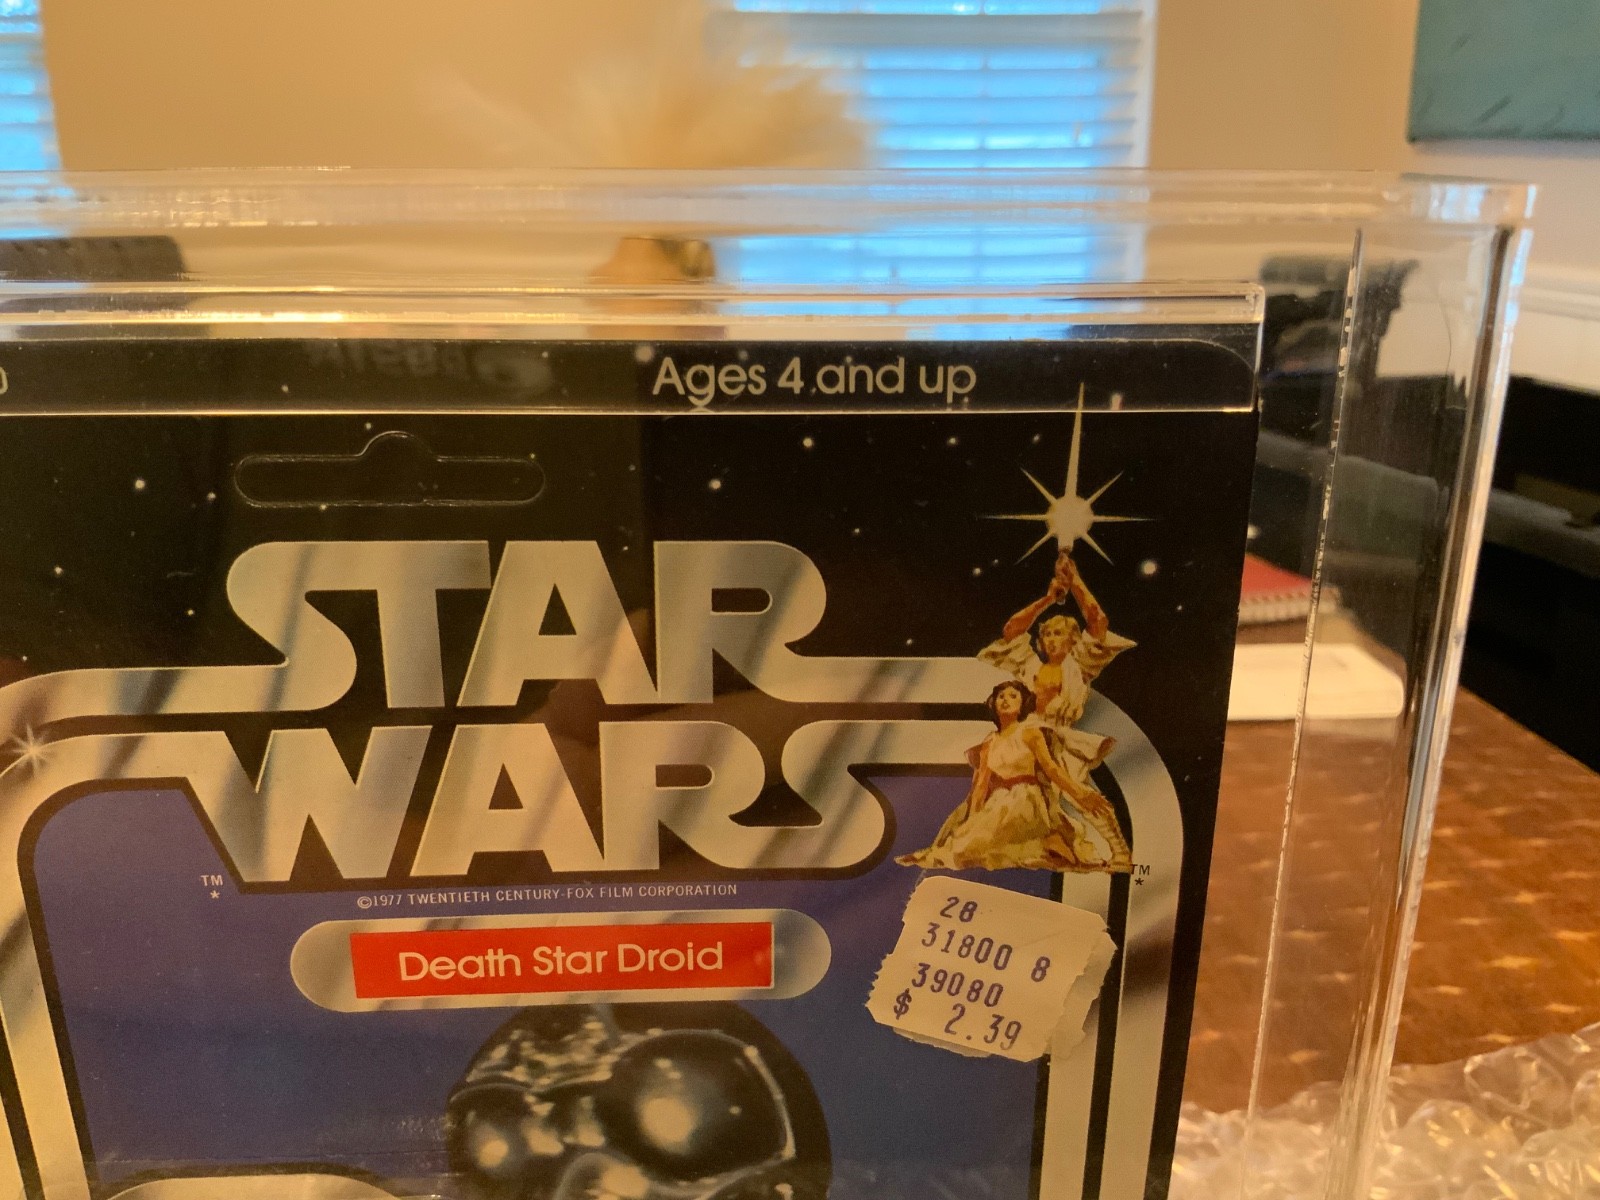 Ages 4 and up
STAR
WARS
TM
*
TM
*
©1977 TWENTIETH CENTURY-FOX FILM CORPORATION
Death Star Droid
28
31800 8
39080
$ 2.39